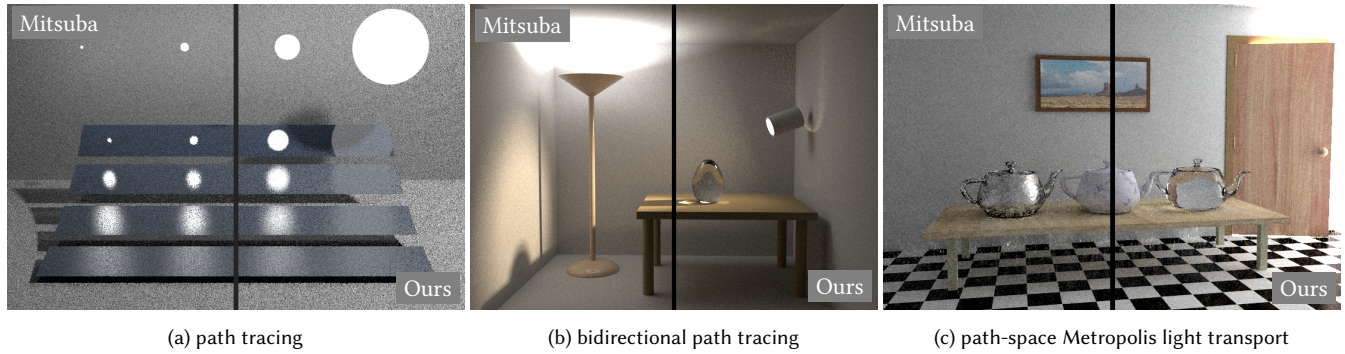 Mitsuba
Ours
Mitsuba
Ours
Mitsuba
Ours
(a) path tracing
(b) bidirectional path tracing
(c) path-space Metropolis light transport